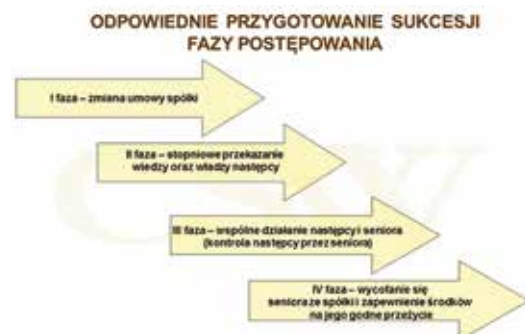 ODPOWIEDNIE PRZYGOTOWANIE SUKCESJI
FAZY POSTĘPOWANIA
I faza – zmiana umowy spółki
II faza – stopniowe przekazanie
wiedzy oraz władzy następcy
III faza – wspólne działanie następcy i seniora
(kontrola następcy przez seniora)
IV faza – wycofanie się
seniora ze spółki i zapewnienie środków
na jego godne przeżycie